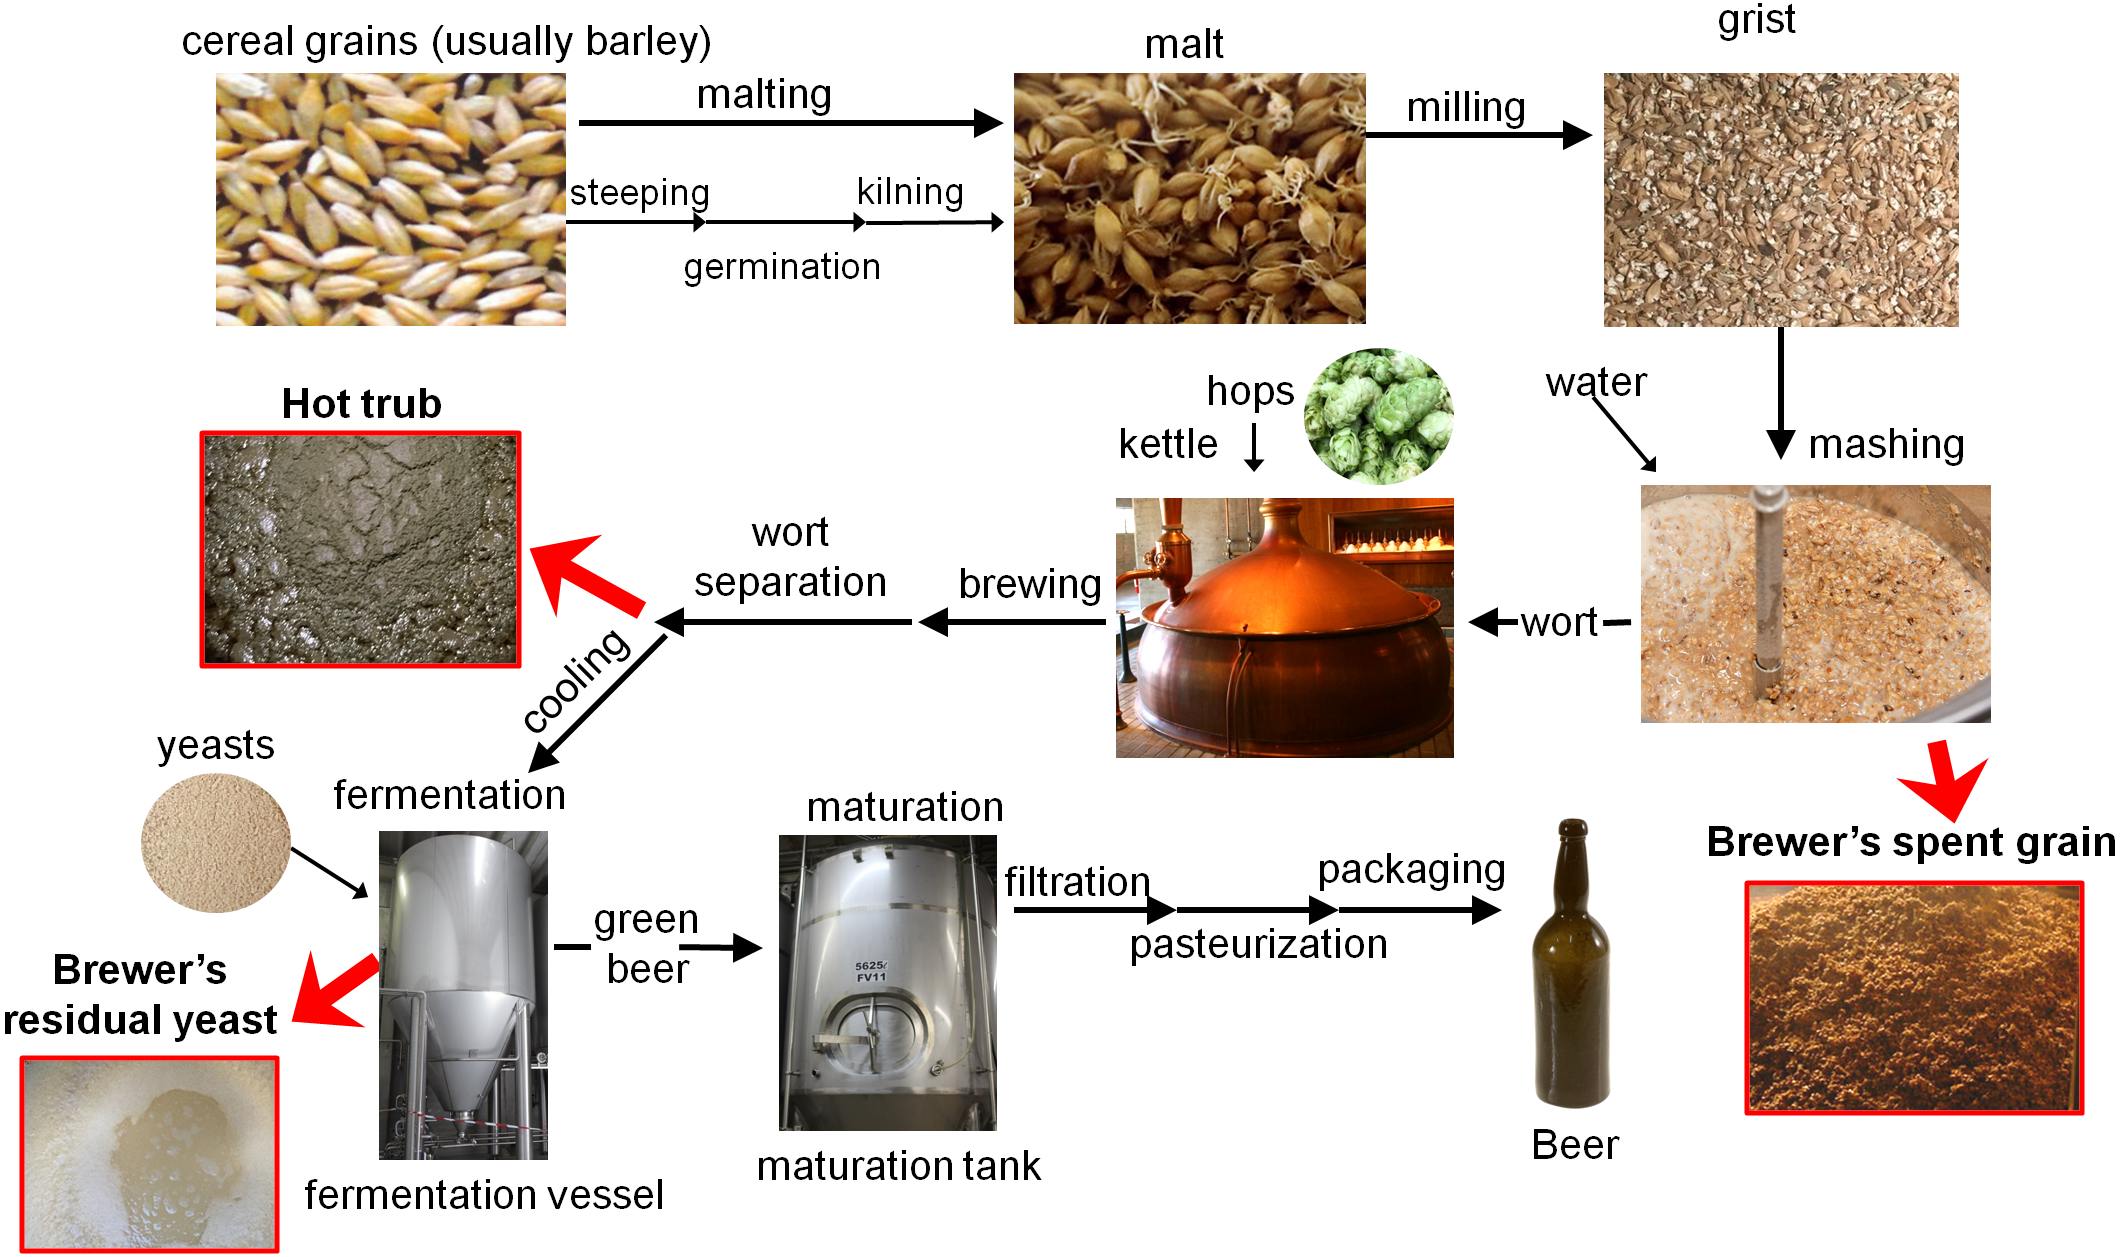 cereal grains (usually barley)
malting
steeping
germination
kilning
malt
milling
grist
water
mashing
hops
kettle
wort
brewing
wort
separation
Hot trub
cooling
yeasts
fermentation
Brewer’s
residual yeast
fermentation vessel
green
beer
maturation
5625ℓ
FV11
maturation tank
filtration
pasteurization
packaging
Beer
Brewer’s spent grain